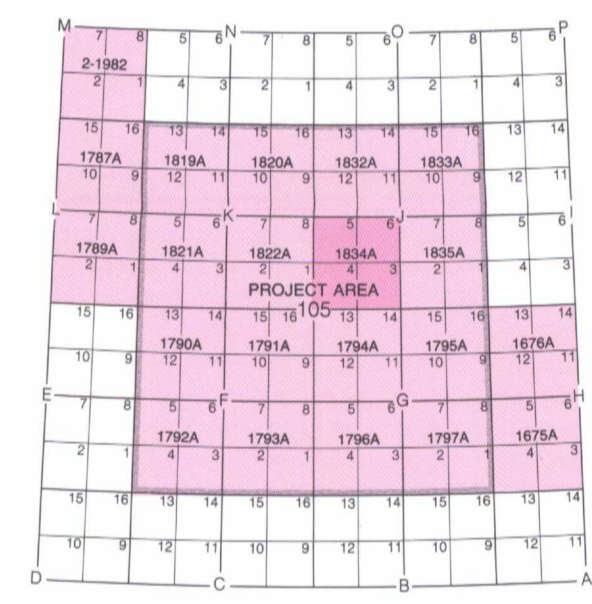 M 7 8 5 6 N 7 8 5 6 O 7 8 5 6 P
2-1982
2 1 4 3 2 1 4 3 2 1 4 3
15 16 13 14 15 16 13 14 15 16 13 14
1787A 1819A 1820A 1832A 1833A
10 9 12 11 10 9 12 11 10 9 12 11
L 7 8 5 6 K 7 8 5 6 J 7 8 5 6 I
1789A 1821A 1822A 1834A 1835A
2 1 4 3 2 1 4 3 2 1 4 3
PROJECT AREA
105
15 16 13 14 15 16 13 14 15 16 13 14
1790A 1791A 1794A 1795A 1676A
10 9 12 11 10 9 12 11 10 9 12 11
E 7 8 5 6 F 7 8 5 6 G 7 8 5 6 H
1792A 1793A 1796A 1797A 1675A
2 1 4 3 2 1 4 3 2 1 4 3
15 16 13 14 15 16 13 14 15 16 13 14
10 9 12 11 10 9 12 11 10 9 12 11
D C B A